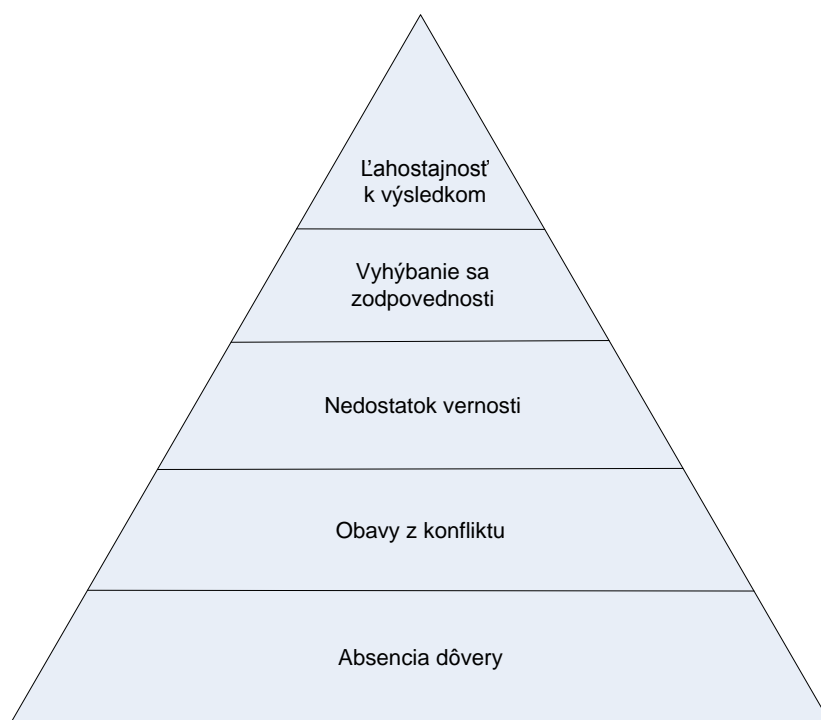 Ľahostajnosť
k výsledkom
Vyhýbanie sa
zodpovednosti
Nedostatok vernosti
Obavy z konfliktu
Absencia dôvery